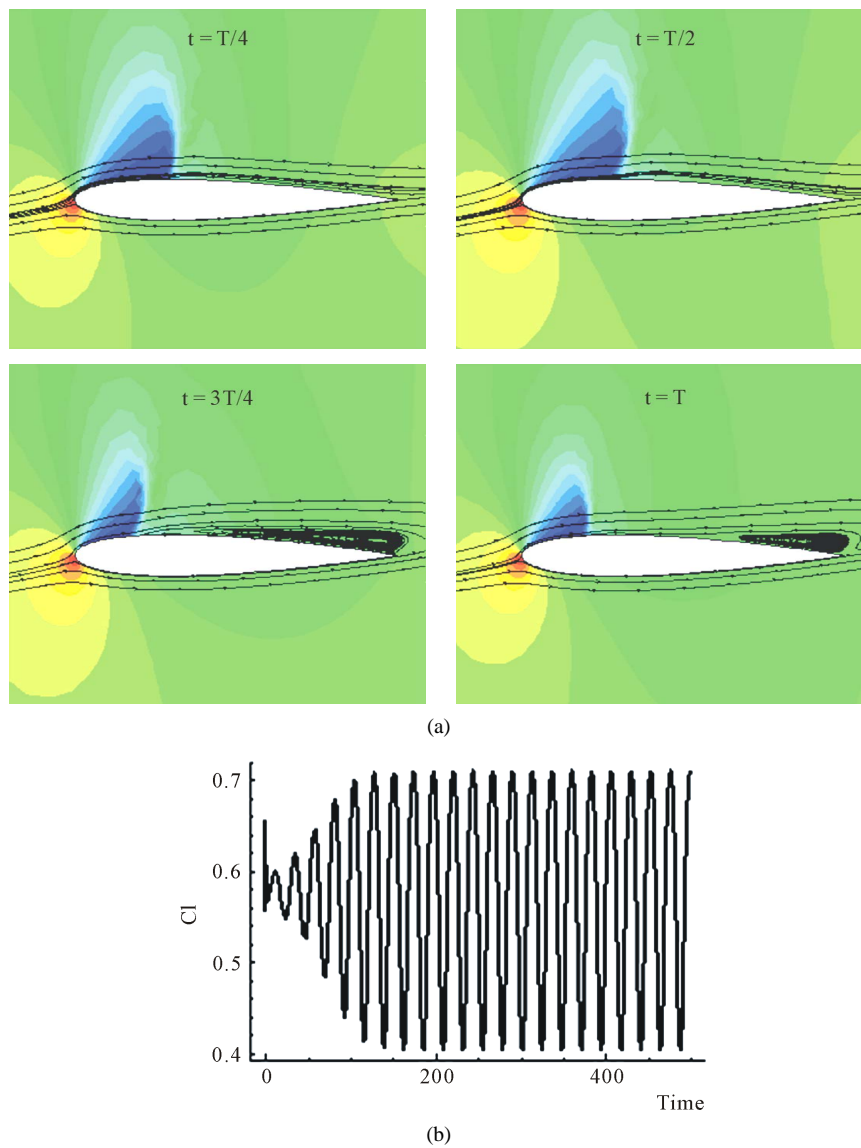 t = T/4
t = T/2
t = 3T/4
t = T
(a)
0.7
0.6
Cl
0.5
0.4
0
200
400
Time
(b)